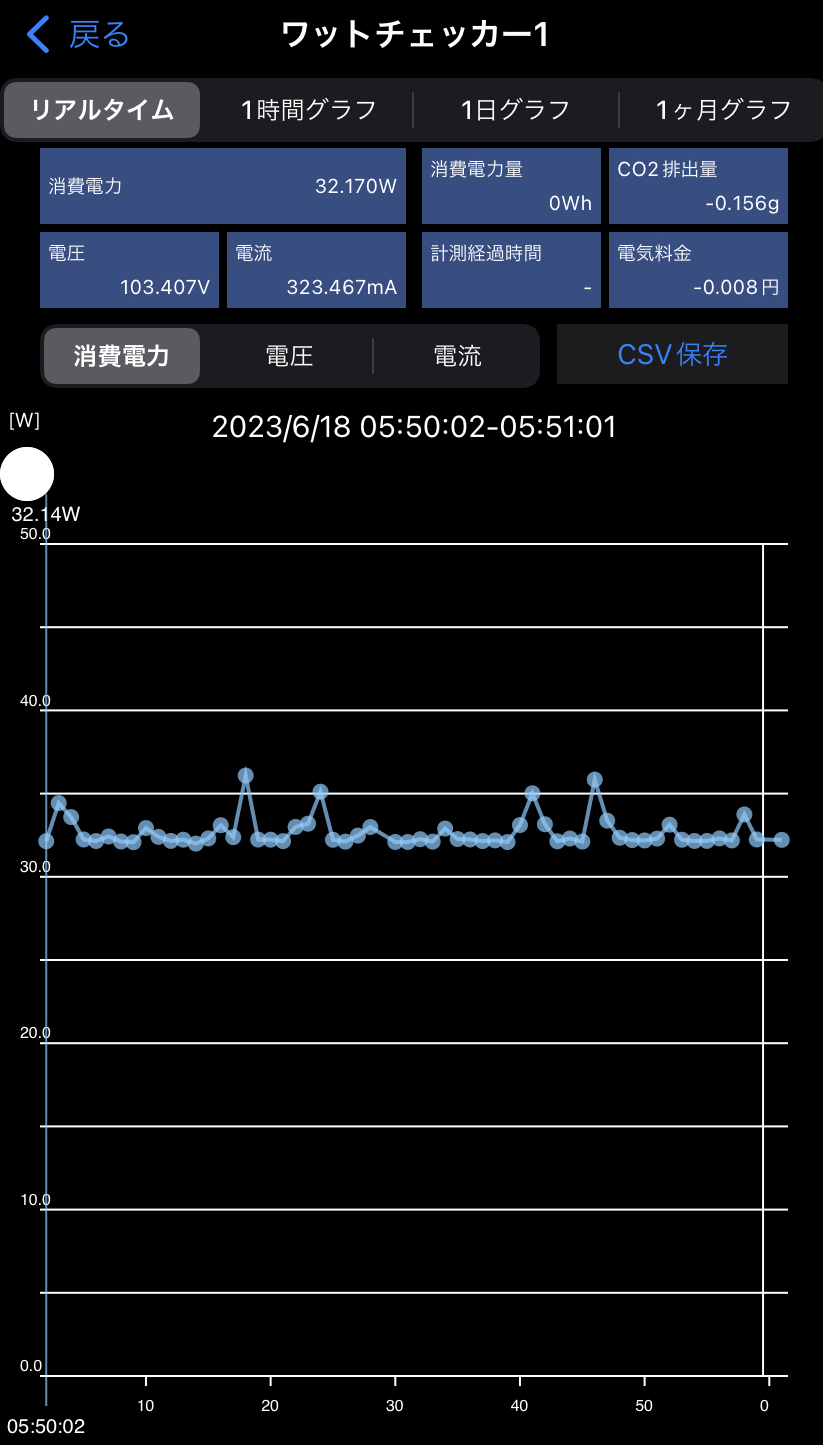 戻る
ワットチェッカー1
リアルタイム 1時間グラフ 1日グラフ 1ヶ月グラフ
消費電力 32.170W
消費電力量 0Wh
CO2排出量 -0.156g
電圧 103.407V
電流 323.467mA
計測経過時間 -
電気料金 -0.008円
消費電力 電圧 電流 CSV保存
[W]
2023/6/18 05:50:02-05:51:01
32.14W
50.0
40.0
30.0
20.0
10.0
0.0
10 20 30 40 50 0
05:50:02